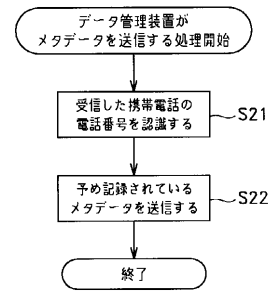 データ管理装置が
メタデータを送信する処理開始
受信した携帯電話の
電話番号を認識する
S21
予め記録されている
メタデータを送信する
S22
終了